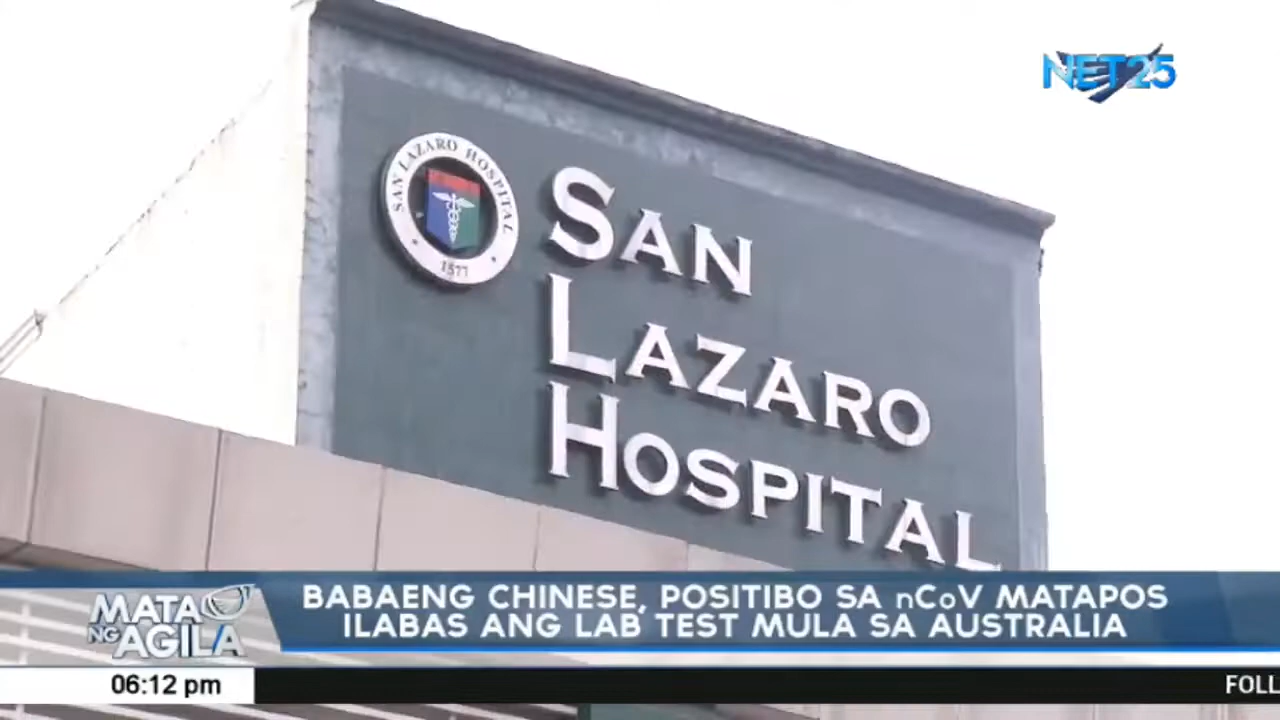 NET25
SAN LAZARO HOSPITAL
1577
SAN
LAZARO
HOSPITAL
MATA
NG
AGILA
BABAENG CHINESE, POSITIBO SA nCoV MATAPOS
ILABAS ANG LAB TEST MULA SA AUSTRALIA
06:12 pm
FOLL